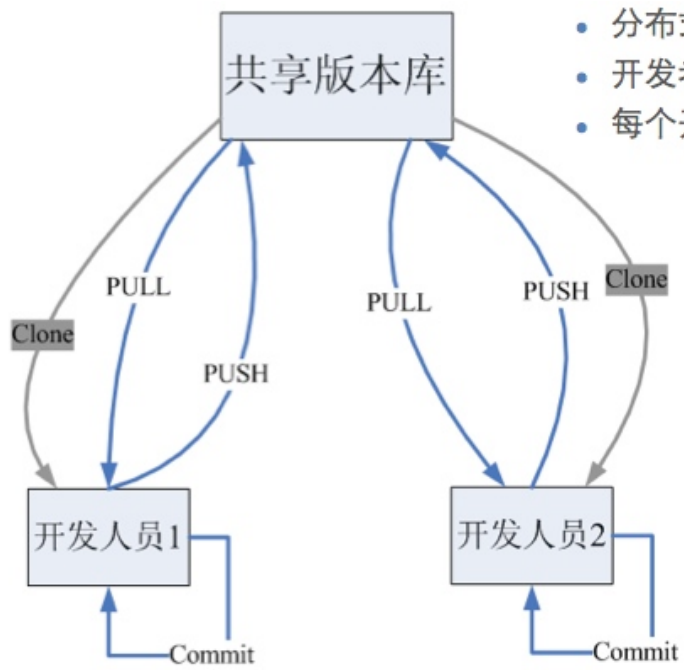 共享版本库
分布
开发
每个
PULL
PUSH
Clone
PULL
PUSH
Clone
开发人员1
开发人员2
Commit
Commit